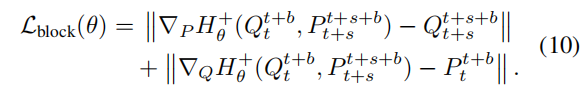 ℒ_block(θ) = ‖∇_P H_θ^+(Q_t^{t+b}, P_{t+s}^{t+s+b}) − Q_{t+s}^{t+s+b}‖ (10)
+ ‖∇_Q H_θ^+(Q_t^{t+b}, P_{t+s}^{t+s+b}) − P_t^{t+b}‖.